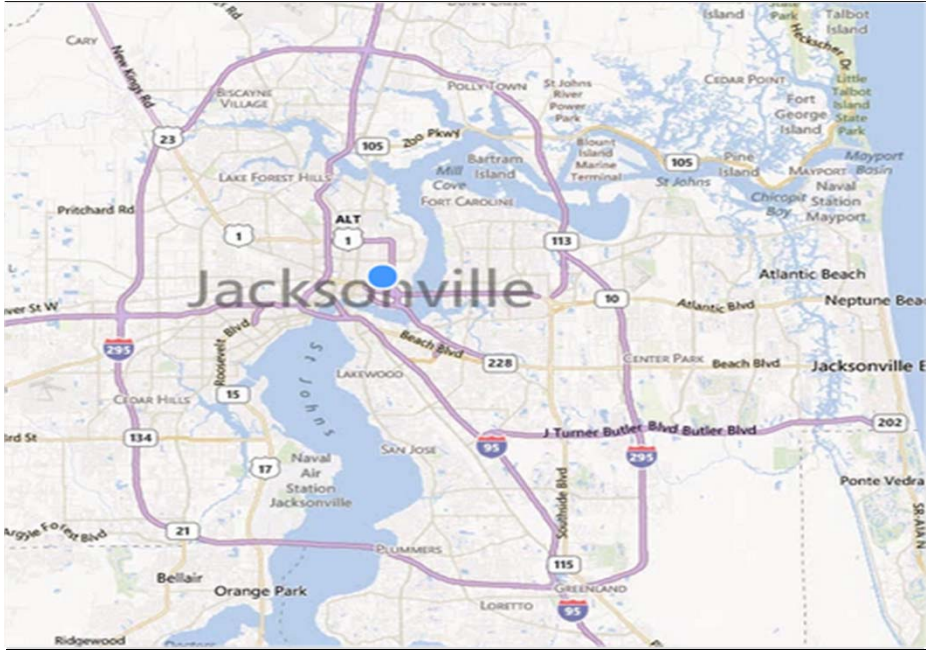 Island
State
Park
Talbot
Island
Heckscher Dr
CARY
New Kings Rd
BISCAYNE
VILLAGE
POLLY TOWN
St Johns
River
Power
Park
CEDAR POINT
Fort
George
Island
Little
Talbot
Island
State
Park
23
105
Zoo Pkwy
Blount
Island
Marine
Terminal
105
Pine
Island
MAYPORT
Mayport
Basin
LAKE FOREST HILLS
Mill
Cove
Bartram
Island
FORT CAROLINE
St Johns
Chicopit
Bay
Naval
Station
Mayport
Pritchard Rd
1
ALT
1
113
Jacksonville
Atlantic Beach
10
Atlantic Blvd
Neptune Bea
ver St W
295
Roosevelt Blvd
St Johns
Beach Blvd
228
CENTER PARK
Beach Blvd
Jacksonville B
LAKEWOOD
CEDAR HILLS
15
134
3rd St
SAN JOSE
95
J Turner Butler Blvd
Butler Blvd
202
295
17
Naval
Air
Station
Jacksonville
Southside Blvd
Ponte Vedra
SR A1A N
Argyle Forest Blvd
21
PLUMMERS
115
GREENLAND
Bellair
Orange Park
LORETTO
95
Ridgewood